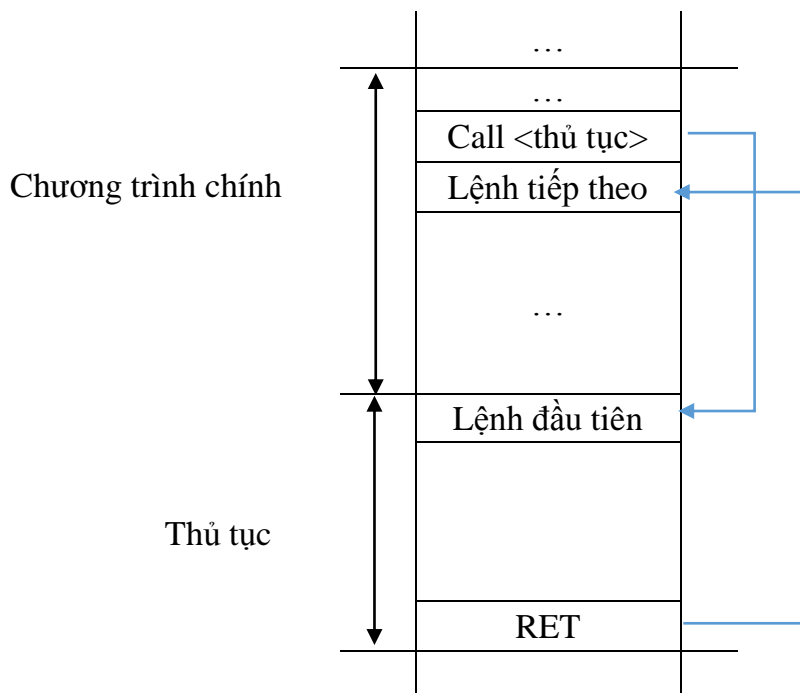 …
…
Call <thủ tục>
Chương trình chính
Lệnh tiếp theo
…
Lệnh đầu tiên
Thủ tục
RET